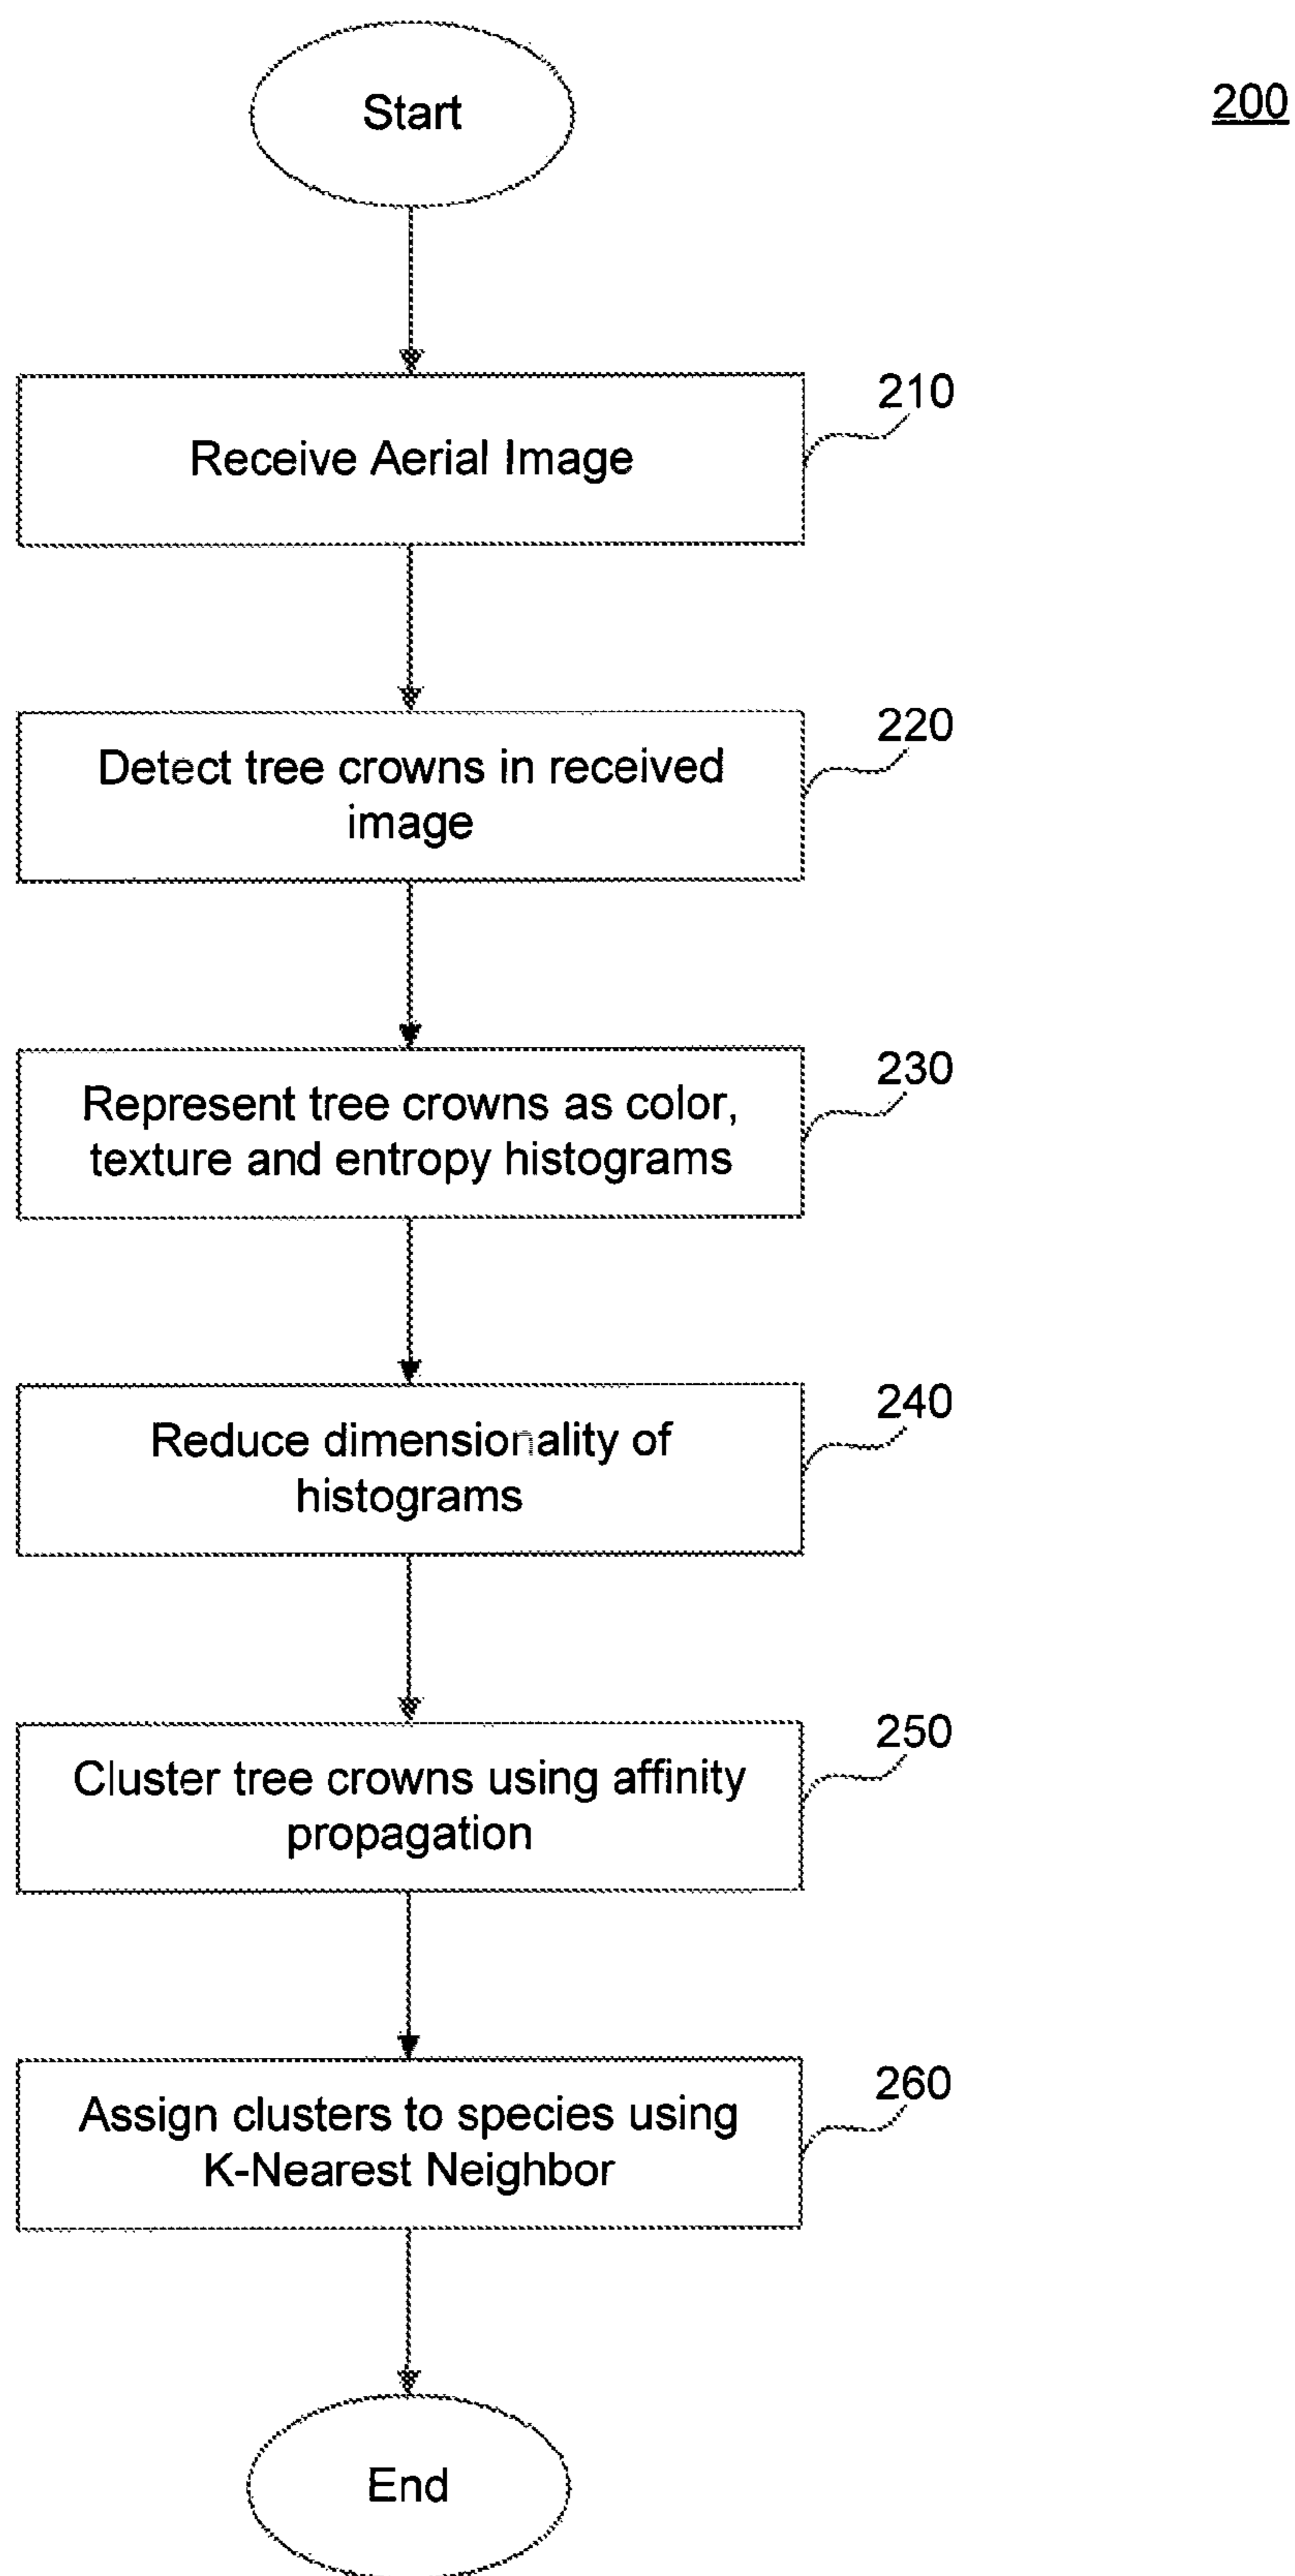 Start
200
Receive Aerial Image
210
Detect tree crowns in received
image
220
Represent tree crowns as color,
texture and entropy histograms
230
Reduce dimensionality of
histograms
240
Cluster tree crowns using affinity
propagation
250
Assign clusters to species using
K-Nearest Neighbor
260
End